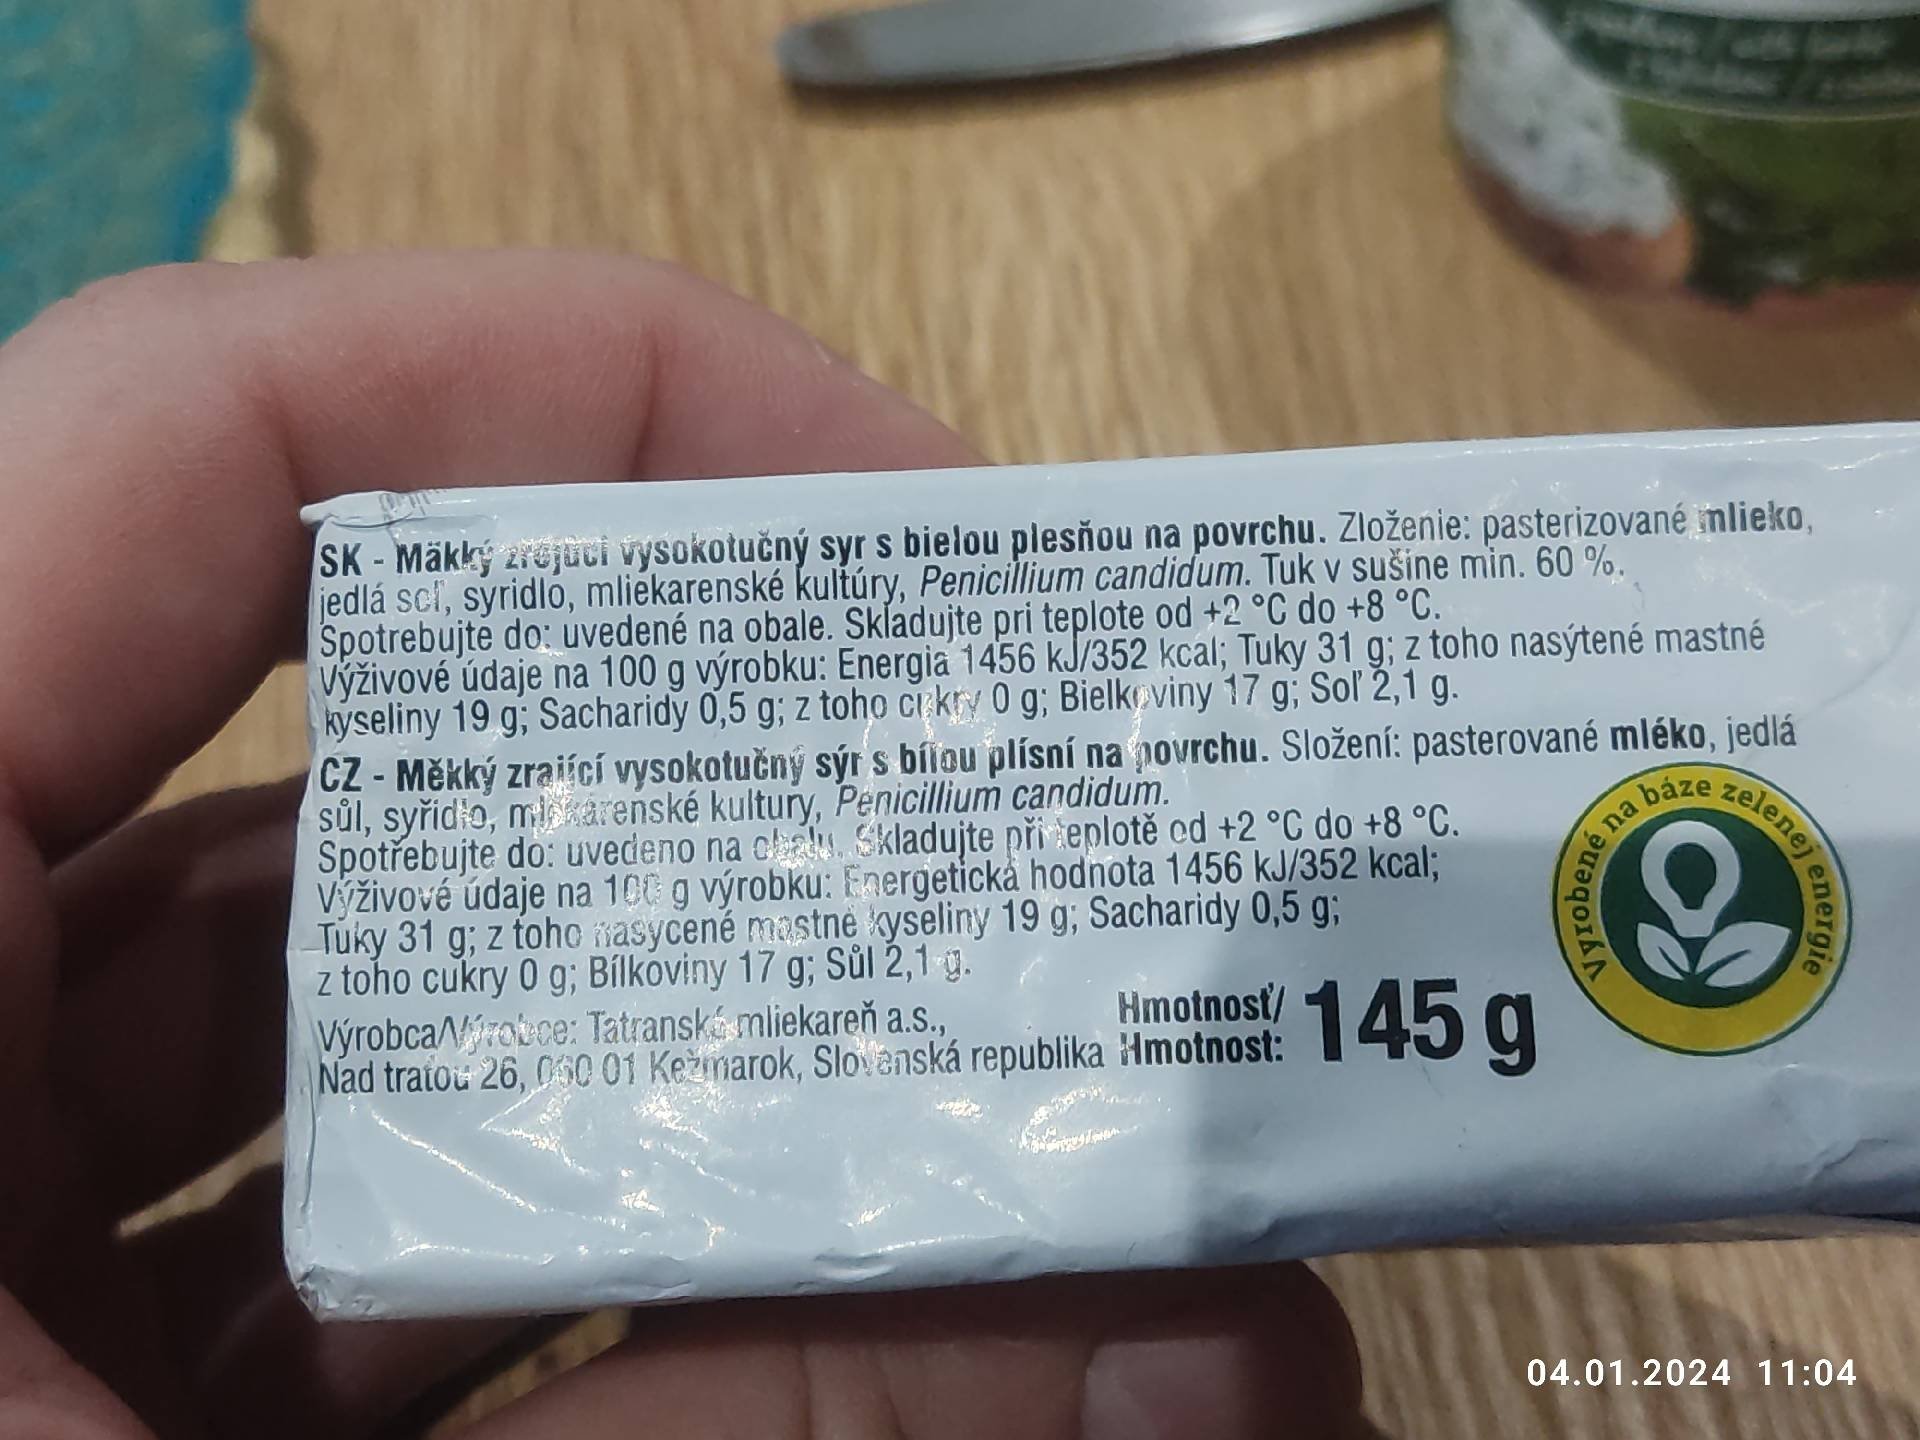 SK - Mäkký zrejúci vysokotučný syr s bielou plesňou na povrchu. Zloženie: pasterizované mlieko,
jedlá soľ, syridlo, mliekarenské kultúry, Penicillium candidum. Tuk v sušine min. 60 %.
Spotrebujte do: uvedené na obale. Skladujte pri teplote od +2 °C do +8 °C.
Výživové údaje na 100 g výrobku: Energia 1456 kJ/352 kcal; Tuky 31 g; z toho nasýtené mastné
kyseliny 19 g; Sacharidy 0,5 g; z toho cukry 0 g; Bielkoviny 17 g; Soľ 2,1 g.
CZ - Měkký zrající vysokotučný sýr s bílou plísní na povrchu. Složení: pasterované mléko, jedlá
sůl, syřidlo, mlékárenské kultury, Penicillium candidum.
Spotřebujte do: uvedeno na obalu. Skladujte při teplotě od +2 °C do +8 °C.
Výživové údaje na 100 g výrobku: Energetická hodnota 1456 kJ/352 kcal;
Tuky 31 g; z toho nasycené mastné kyseliny 19 g; Sacharidy 0,5 g;
z toho cukry 0 g; Bílkoviny 17 g; Sůl 2,1 g.
Výrobca/Výrobce: Tatranská mliekareň a.s.,
Nad traťou 26, 060 01 Kežmarok, Slovenská republika
Hmotnosť/
Hmotnost:
145 g
Vyrobené na báze zelenej energie
04.01.2024 11:04